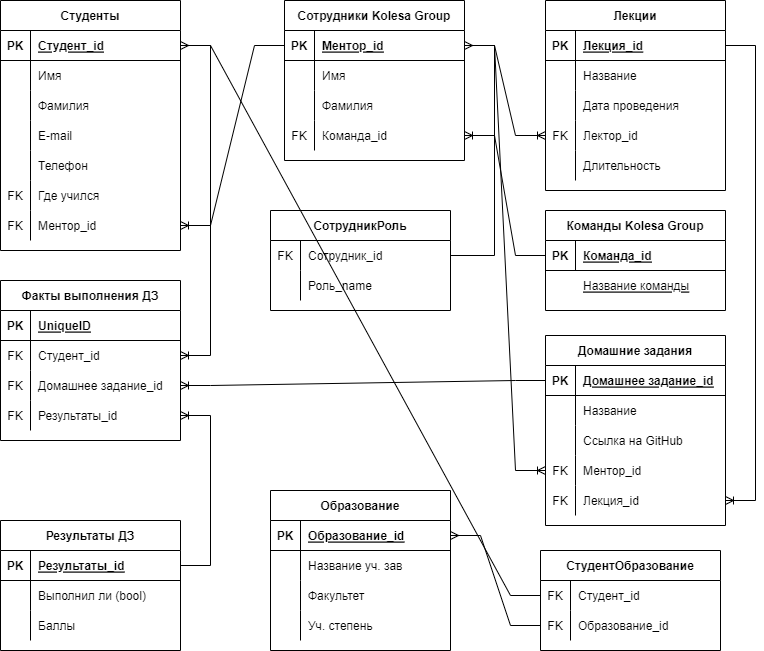 Студенты
PK Студент_id
Имя
Фамилия
E-mail
Телефон
FK Где учился
FK Ментор_id
Сотрудники Kolesa Group
PK Ментор_id
Имя
Фамилия
FK Команда_id
Лекции
PK Лекция_id
Название
Дата проведения
FK Лектор_id
Длительность
СотрудникРоль
FK Сотрудник_id
Роль_name
Команды Kolesa Group
PK Команда_id
Название команды
Факты выполнения ДЗ
PK UniqueID
FK Студент_id
FK Домашнее задание_id
FK Результаты_id
Домашние задания
PK Домашнее задание_id
Название
Ссылка на GitHub
FK Ментор_id
FK Лекция_id
Результаты ДЗ
PK Результаты_id
Выполнил ли (bool)
Баллы
Образование
PK Образование_id
Название уч. зав
Факультет
Уч. степень
СтудентОбразование
FK Студент_id
FK Образование_id